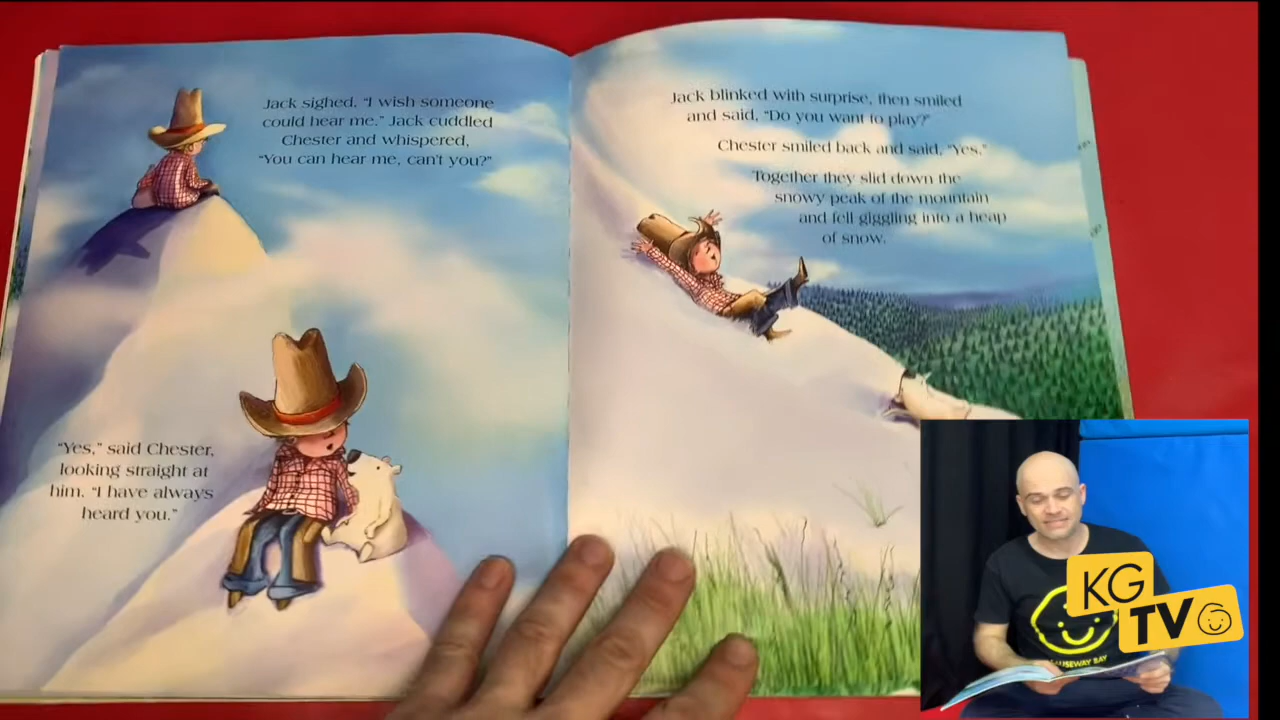 Jack sighed, "I wish someone
could hear me." Jack cuddled
Chester and whispered,
"You can hear me, can't you?"
"Yes," said Chester,
looking straight at
him. "I have always
heard you."
Jack blinked with surprise, then smiled
and said, "Do you want to play?"
Chester smiled back and said, "Yes."
Together they slid down the
snowy peak of the mountain
and fell giggling into a heap
of snow.
KG
TV
CAUSEWAY BAY